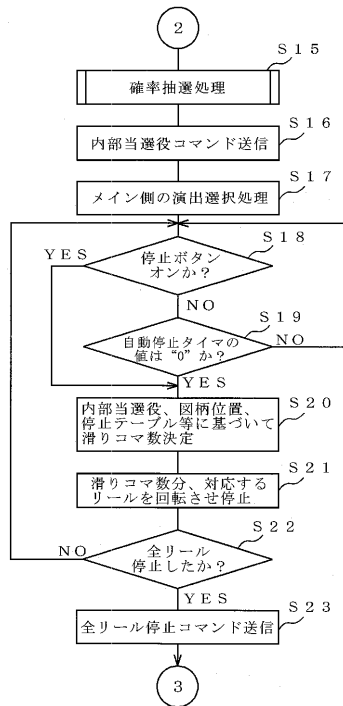 2
S15
確率抽選処理
S16
内部当選役コマンド送信
S17
メイン側の演出選択処理
S18
YES
停止ボタン
オンか？
NO
S19
自動停止タイマの
値は“0”か？
NO
YES
S20
内部当選役、図柄位置、
停止テーブル等に基づいて
滑りコマ数決定
S21
滑りコマ数分、対応する
リールを回転させ停止
S22
NO
全リール
停止したか？
YES
S23
全リール停止コマンド送信
3